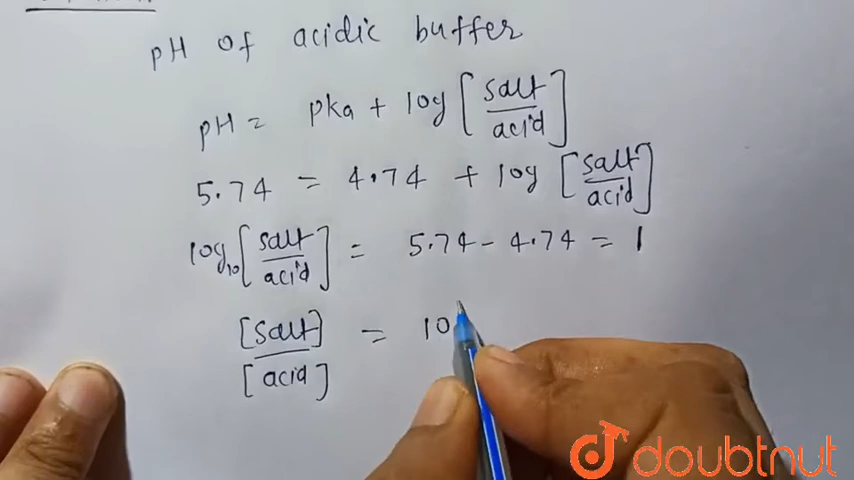 pH of acidic buffer
pH = pka + log [salt/acid]
5.74 = 4.74 + log [salt/acid]
log10 [salt/acid] = 5.74 - 4.74 = 1
[salt]/[acid] = 10
doubtnut